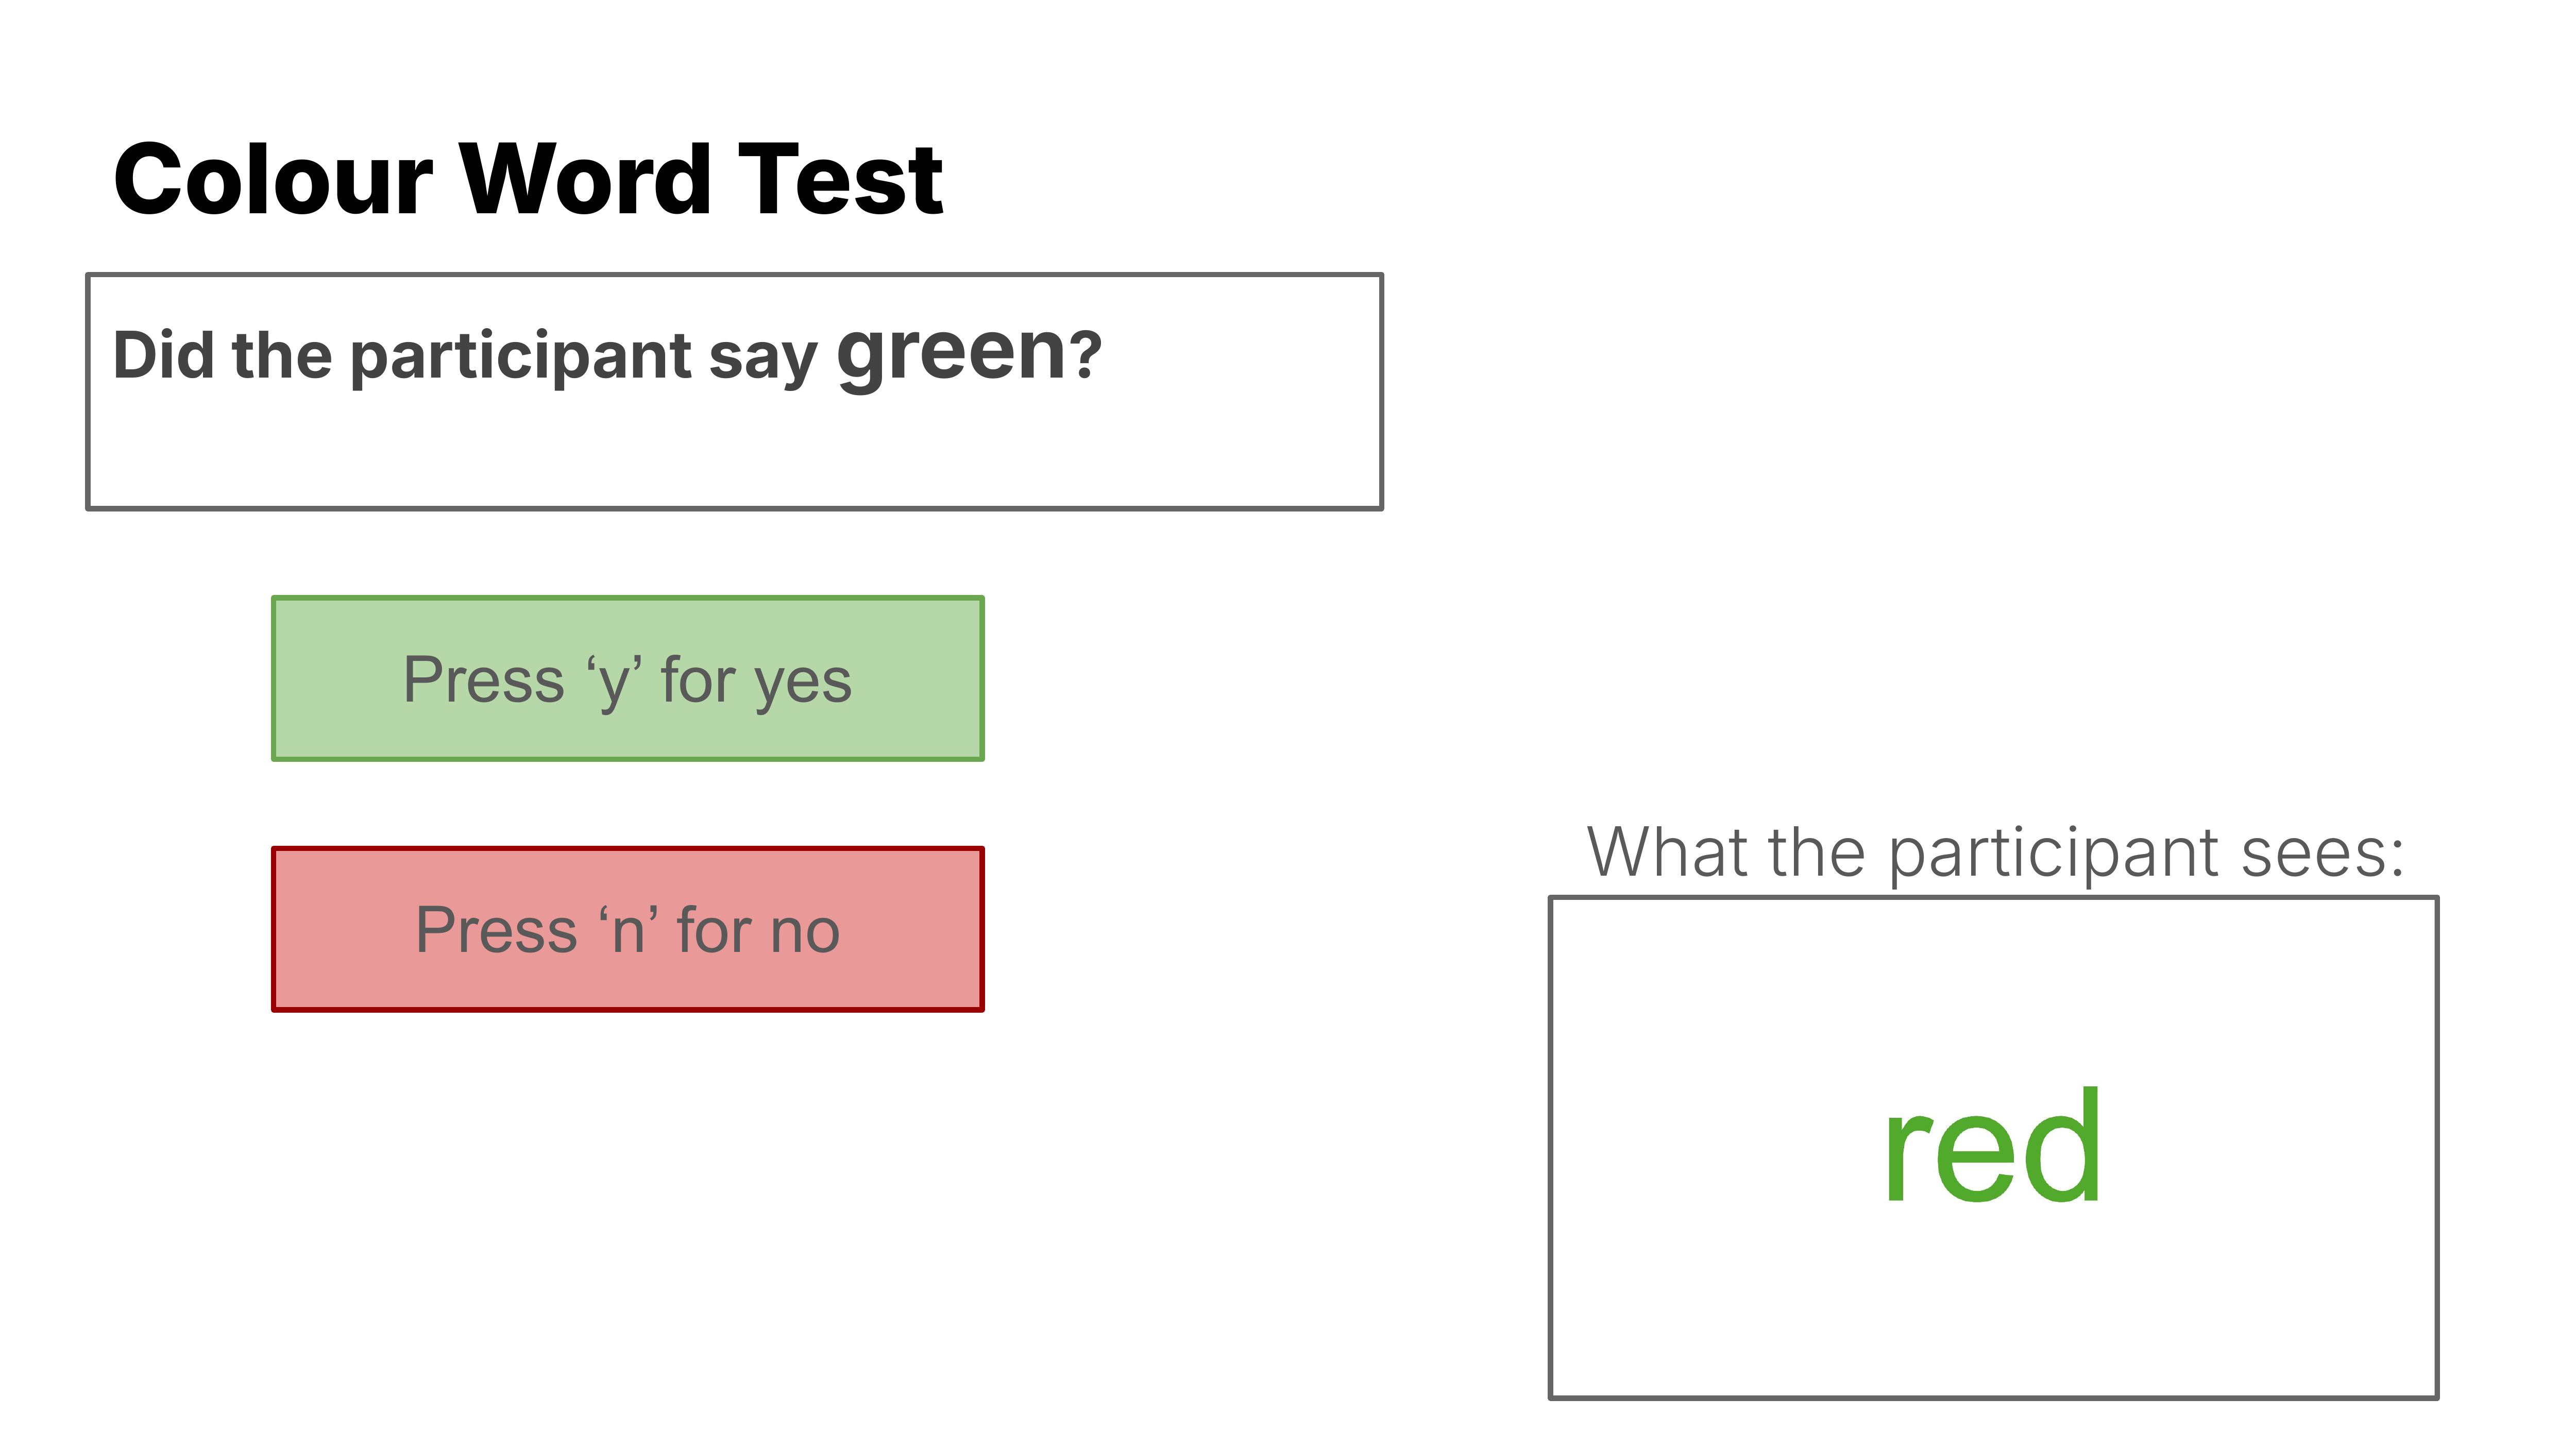 Colour Word Test
Did the participant say green?
Press ‘y’ for yes
Press ‘n’ for no
What the participant sees:
red